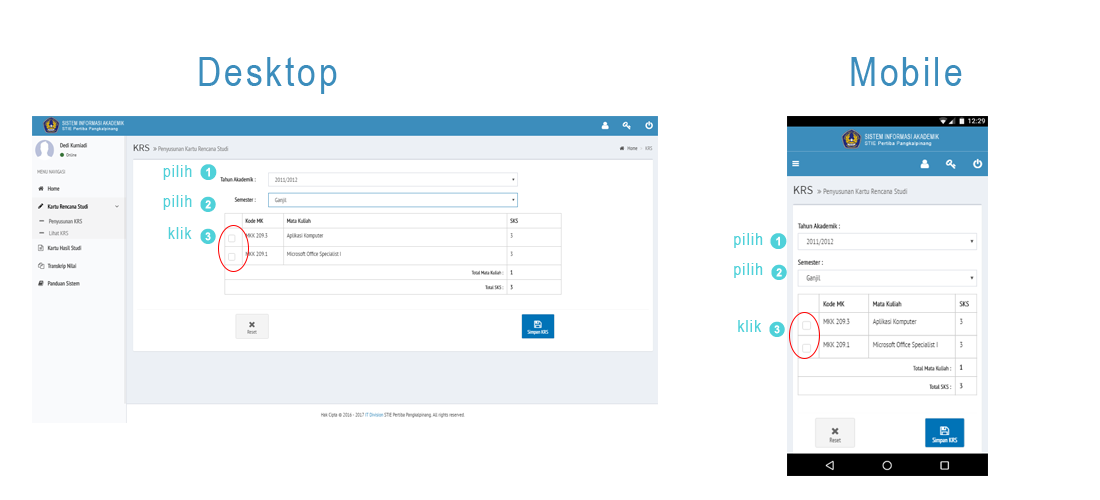 Desktop
Mobile
SISTEM INFORMASI AKADEMIK
STIE Pertiba Pangkalpinang
Dedi Kurniadi
Online
MENU NAVIGASI
Home
Kartu Rencana Studi
Penyusunan KRS
Lihat KRS
Kartu Hasil Studi
Transkrip Nilai
Panduan Sistem
KRS » Penyusunan Kartu Rencana Studi
Home - KRS
pilih 1 Tahun Akademik : 2011/2012
pilih 2 Semester : Ganjil
klik 3
Kode MK Mata Kuliah SKS
MKK 209.3 Aplikasi Komputer 3
MKK 209.1 Microsoft Office Specialist I 3
Total Mata Kuliah : 1
Total SKS : 3
Reset
Simpan KRS
Hak Cipta © 2016 - 2017 IT Division STIE Pertiba Pangkalpinang. All rights reserved.
12:29
SISTEM INFORMASI AKADEMIK
STIE Pertiba Pangkalpinang
KRS » Penyusunan Kartu Rencana Studi
Tahun Akademik :
pilih 1 2011/2012
Semester :
pilih 2 Ganjil
Kode MK Mata Kuliah SKS
klik 3
MKK 209.3 Aplikasi Komputer 3
MKK 209.1 Microsoft Office Specialist I 3
Total Mata Kuliah : 1
Total SKS : 3
Reset
Simpan KRS